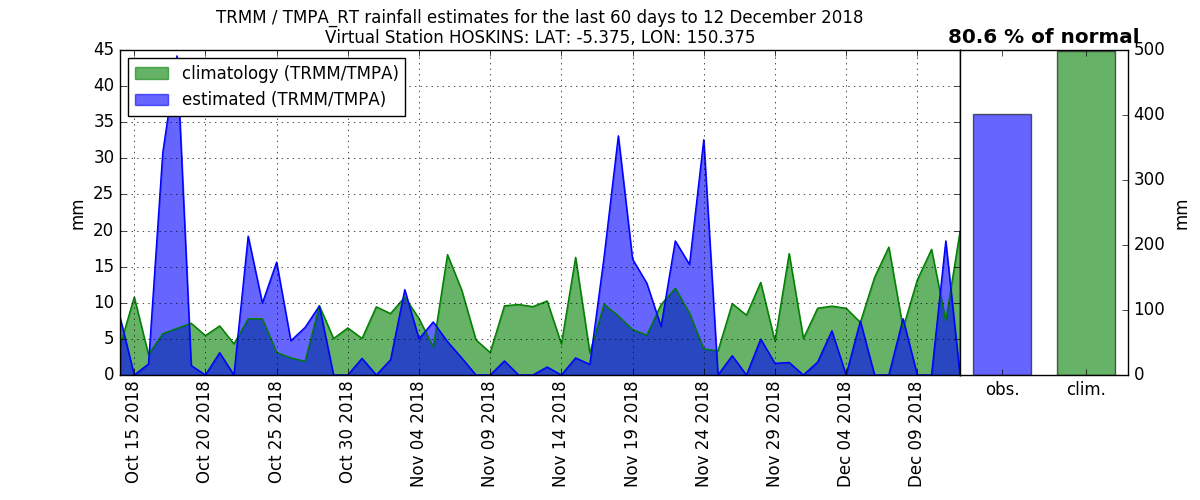 TRMM / TMPA_RT rainfall estimates for the last 60 days to 12 December 2018
Virtual Station HOSKINS: LAT: -5.375, LON: 150.375
80.6 % of normal
climatology (TRMM/TMPA)
estimated (TRMM/TMPA)
45
40
35
30
25
20
15
10
5
0
mm
Oct 15 2018
Oct 20 2018
Oct 25 2018
Oct 30 2018
Nov 04 2018
Nov 09 2018
Nov 14 2018
Nov 19 2018
Nov 24 2018
Nov 29 2018
Dec 04 2018
Dec 09 2018
obs.
clim.
500
400
300
200
100
0
mm